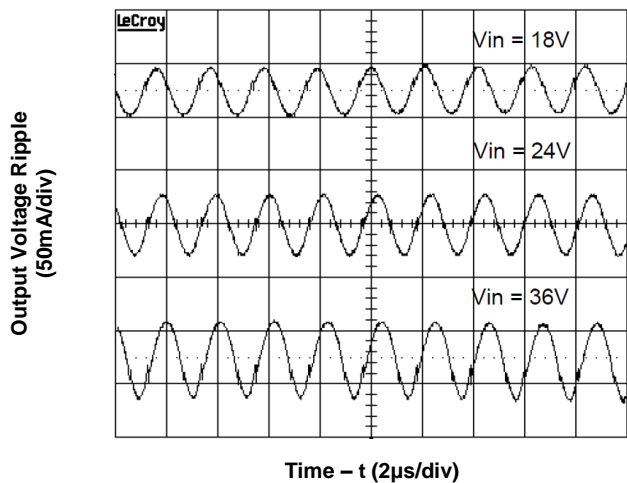 LeCroy
Vin = 18V
Vin = 24V
Vin = 36V
Output Voltage Ripple
(50mA/div)
Time – t (2µs/div)